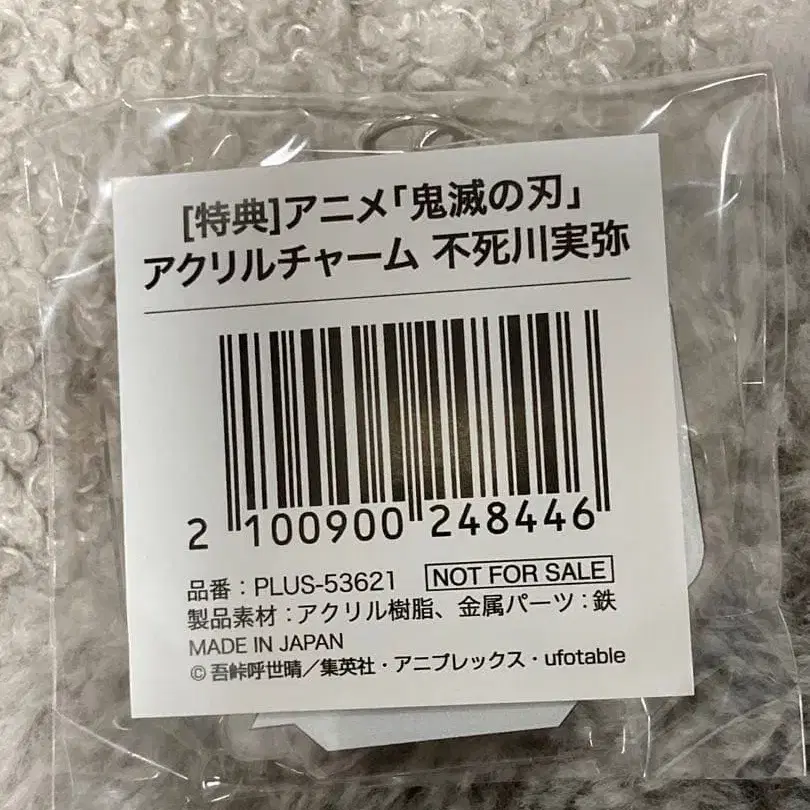 [特典]アニメ「鬼滅の刃」
アクリルチャーム 不死川実弥
2 100900 248446
品番：PLUS-53621 NOT FOR SALE
製品素材：アクリル樹脂、金属パーツ：鉄
MADE IN JAPAN
©吾峠呼世晴／集英社・アニプレックス・ufotable